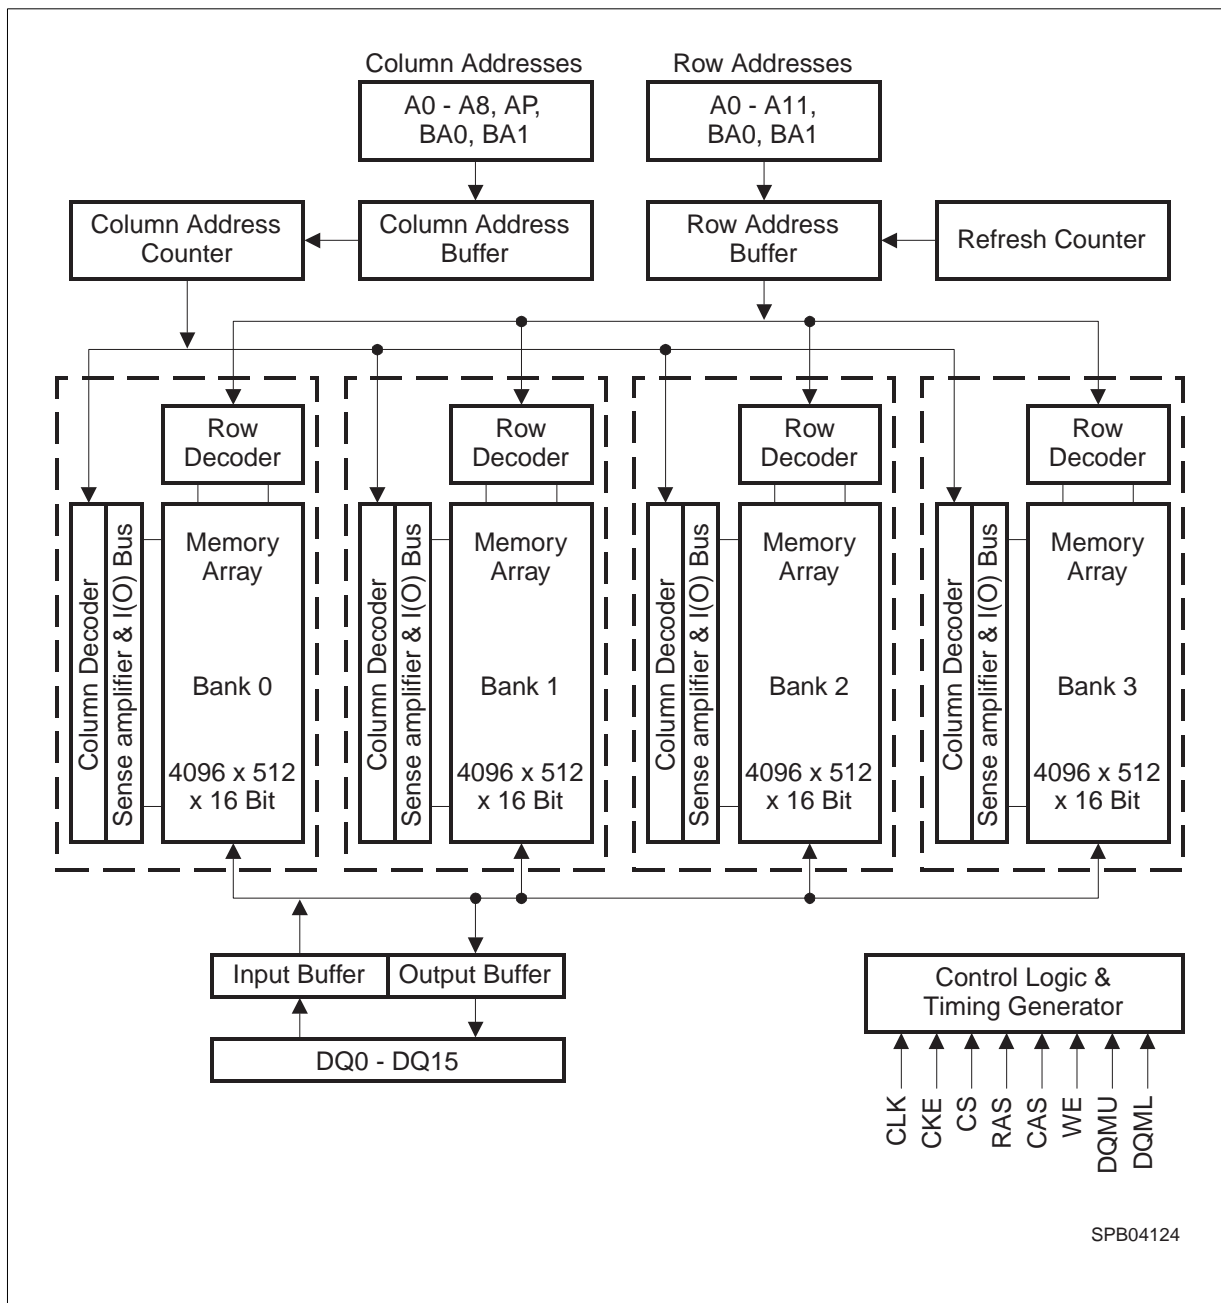 Column Addresses
Row Addresses
A0 - A8, AP,
BA0, BA1
A0 - A11,
BA0, BA1
Column Address
Counter
Column Address
Buffer
Row Address
Buffer
Refresh Counter
Row
Decoder
Row
Decoder
Row
Decoder
Row
Decoder
Column Decoder
Sense amplifier & I(O) Bus
Memory
Array
Bank 0
4096 x 512
x 16 Bit
Column Decoder
Sense amplifier & I(O) Bus
Memory
Array
Bank 1
4096 x 512
x 16 Bit
Column Decoder
Sense amplifier & I(O) Bus
Memory
Array
Bank 2
4096 x 512
x 16 Bit
Column Decoder
Sense amplifier & I(O) Bus
Memory
Array
Bank 3
4096 x 512
x 16 Bit
Input Buffer
Output Buffer
DQ0 - DQ15
Control Logic &
Timing Generator
CLK
CKE
CS
RAS
CAS
WE
DQMU
DQML
SPB04124